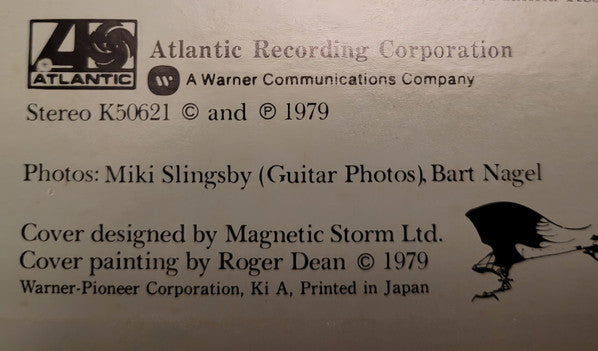 ATLANTIC
Atlantic Recording Corporation
W A Warner Communications Company
Stereo K50621 © and ℗ 1979
Photos: Miki Slingsby (Guitar Photos), Bart Nagel
Cover designed by Magnetic Storm Ltd.
Cover painting by Roger Dean © 1979
Warner-Pioneer Corporation, Ki A, Printed in Japan